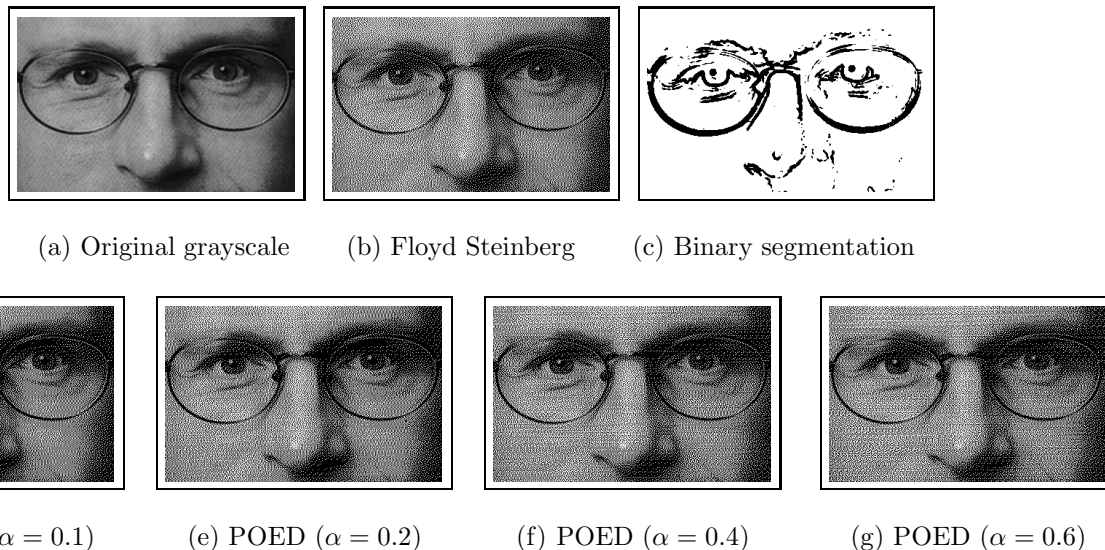 (a) Original grayscale (b) Floyd Steinberg (c) Binary segmentation
α = 0.1) (e) POED (α = 0.2) (f) POED (α = 0.4) (g) POED (α = 0.6)